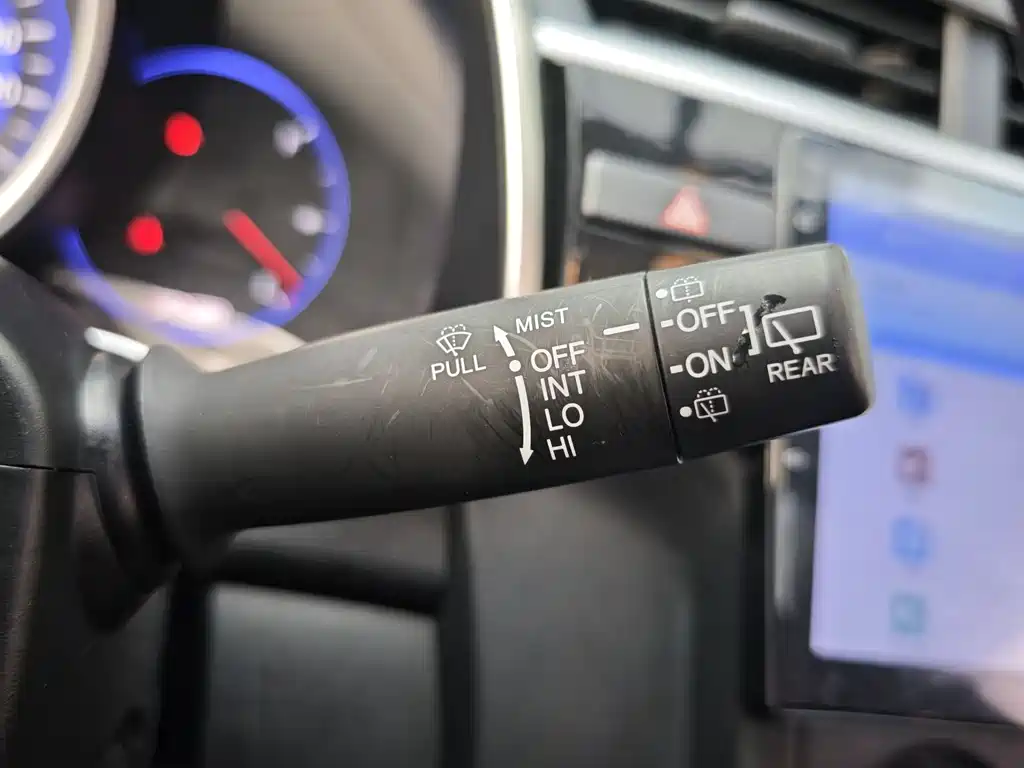 PULL
MIST
OFF
INT
LO
HI
-OFF
-ON
REAR